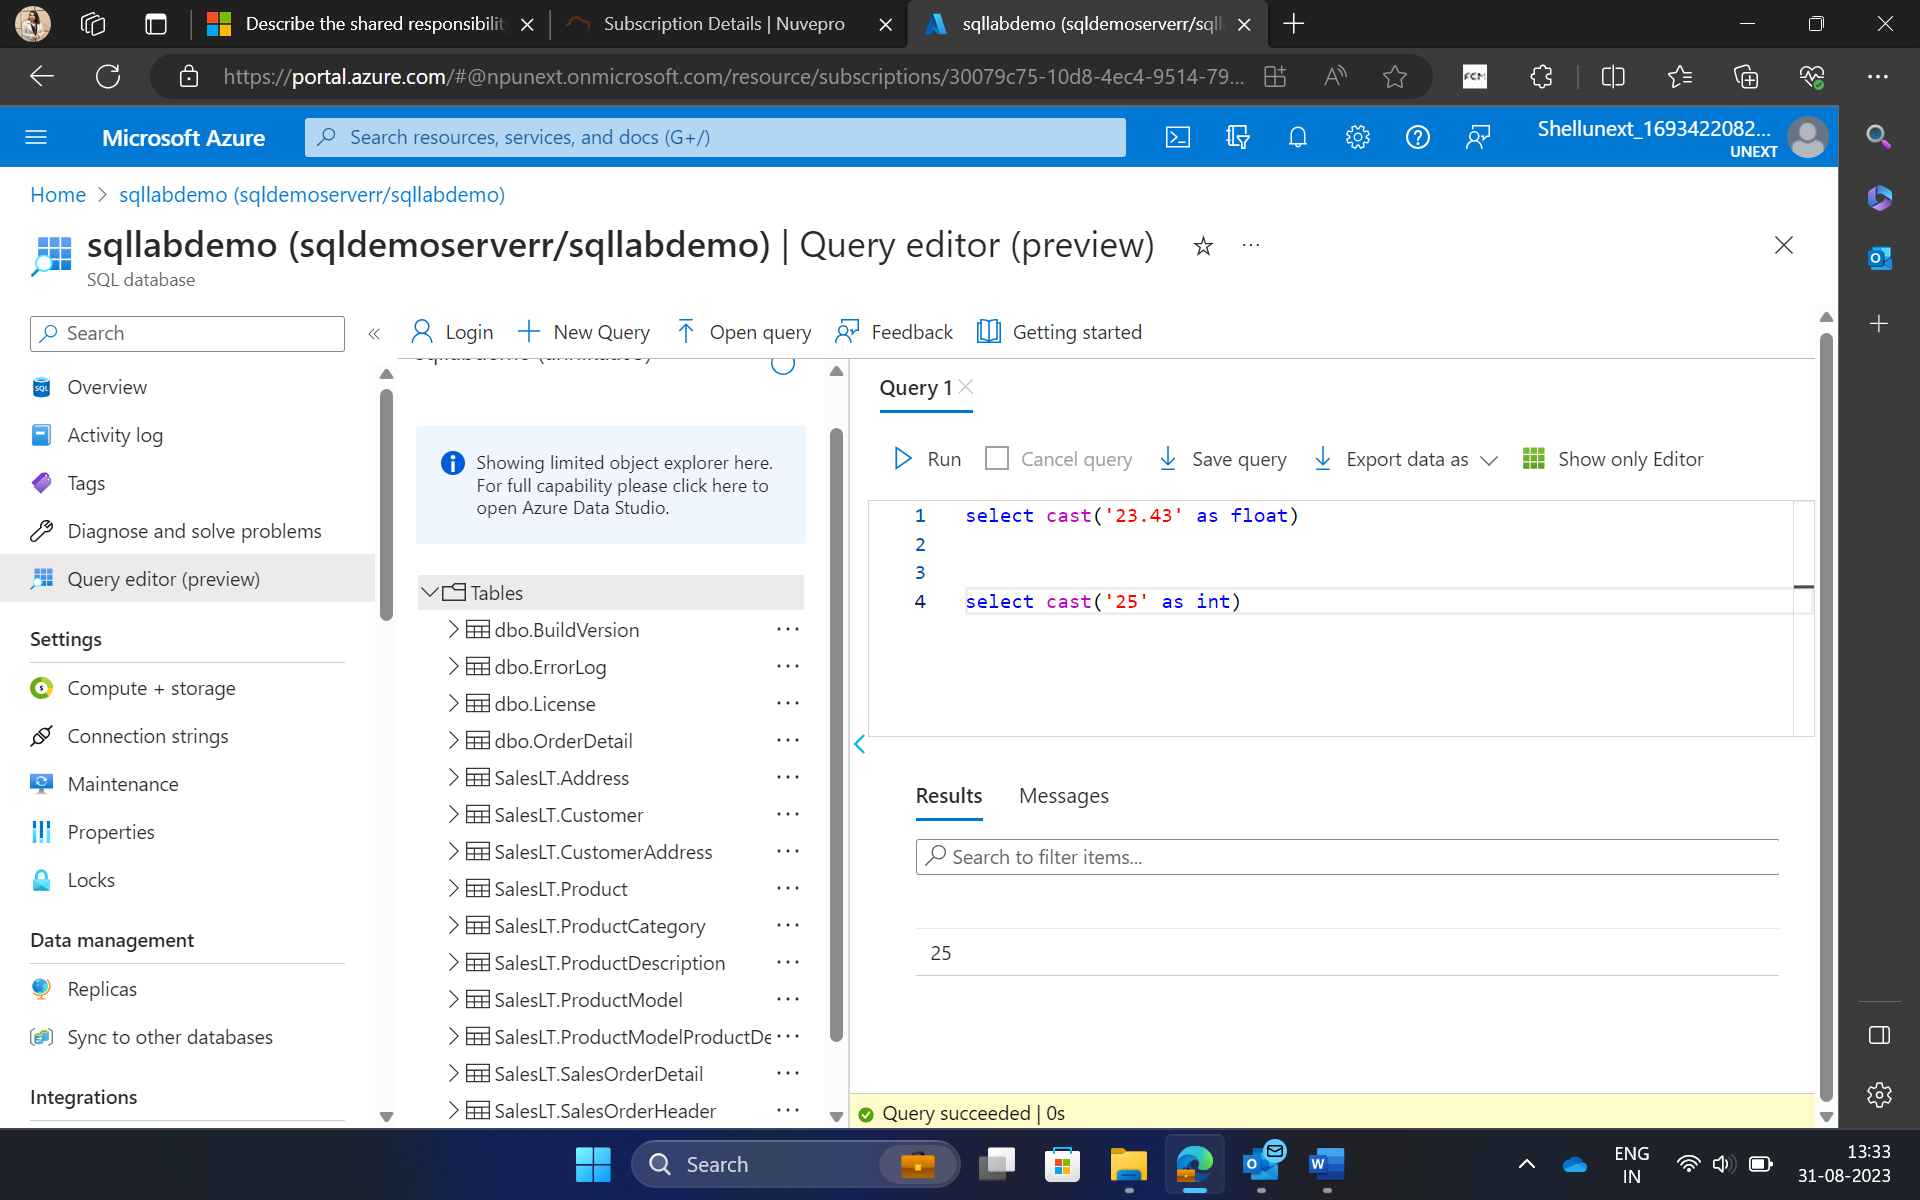 Describe the shared responsibility
Subscription Details | Nuvepro
sqllabdemo (sqldemoserverr/sqll
https://portal.azure.com/#@npunext.onmicrosoft.com/resource/subscriptions/30079c75-10d8-4ec4-9514-79...
FCM
Microsoft Azure
Search resources, services, and docs (G+/)
Shellunext_1693422082...
UNEXT
Home > sqllabdemo (sqldemoserverr/sqllabdemo)
sqllabdemo (sqldemoserverr/sqllabdemo) | Query editor (preview)
SQL database
Search
Overview
Activity log
Tags
Diagnose and solve problems
Query editor (preview)
Settings
Compute + storage
Connection strings
Maintenance
Properties
Locks
Data management
Replicas
Sync to other databases
Integrations
Login
New Query
Open query
Feedback
Getting started
Showing limited object explorer here.
For full capability please click here to
open Azure Data Studio.
Tables
dbo.BuildVersion
dbo.ErrorLog
dbo.License
dbo.OrderDetail
SalesLT.Address
SalesLT.Customer
SalesLT.CustomerAddress
SalesLT.Product
SalesLT.ProductCategory
SalesLT.ProductDescription
SalesLT.ProductModel
SalesLT.ProductModelProductDe
SalesLT.SalesOrderDetail
SalesLT.SalesOrderHeader
Query 1
Run
Cancel query
Save query
Export data as
Show only Editor
1 select cast('23.43' as float)
2
3
4 select cast('25' as int)
Results
Messages
Search to filter items...
25
Query succeeded | 0s
Search
ENG
IN
13:33
31-08-2023